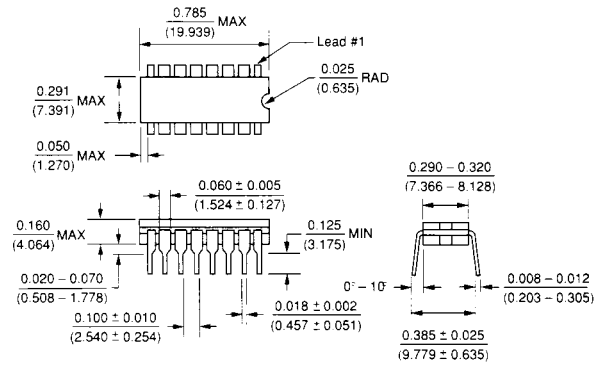 0.785 MAX
(19.939)
Lead #1
0.025 RAD
(0.635)
0.291 MAX
(7.391)
0.050 MAX
(1.270)
0.060 ± 0.005
(1.524 ± 0.127)
0.290 – 0.320
(7.366 – 8.128)
0.160 MAX
(4.064)
0.125 MIN
(3.175)
0.020 – 0.070
(0.508 – 1.778)
0.018 ± 0.002
(0.457 ± 0.051)
0.100 ± 0.010
(2.540 ± 0.254)
0° – 10°
0.008 – 0.012
(0.203 – 0.305)
0.385 ± 0.025
(9.779 ± 0.635)